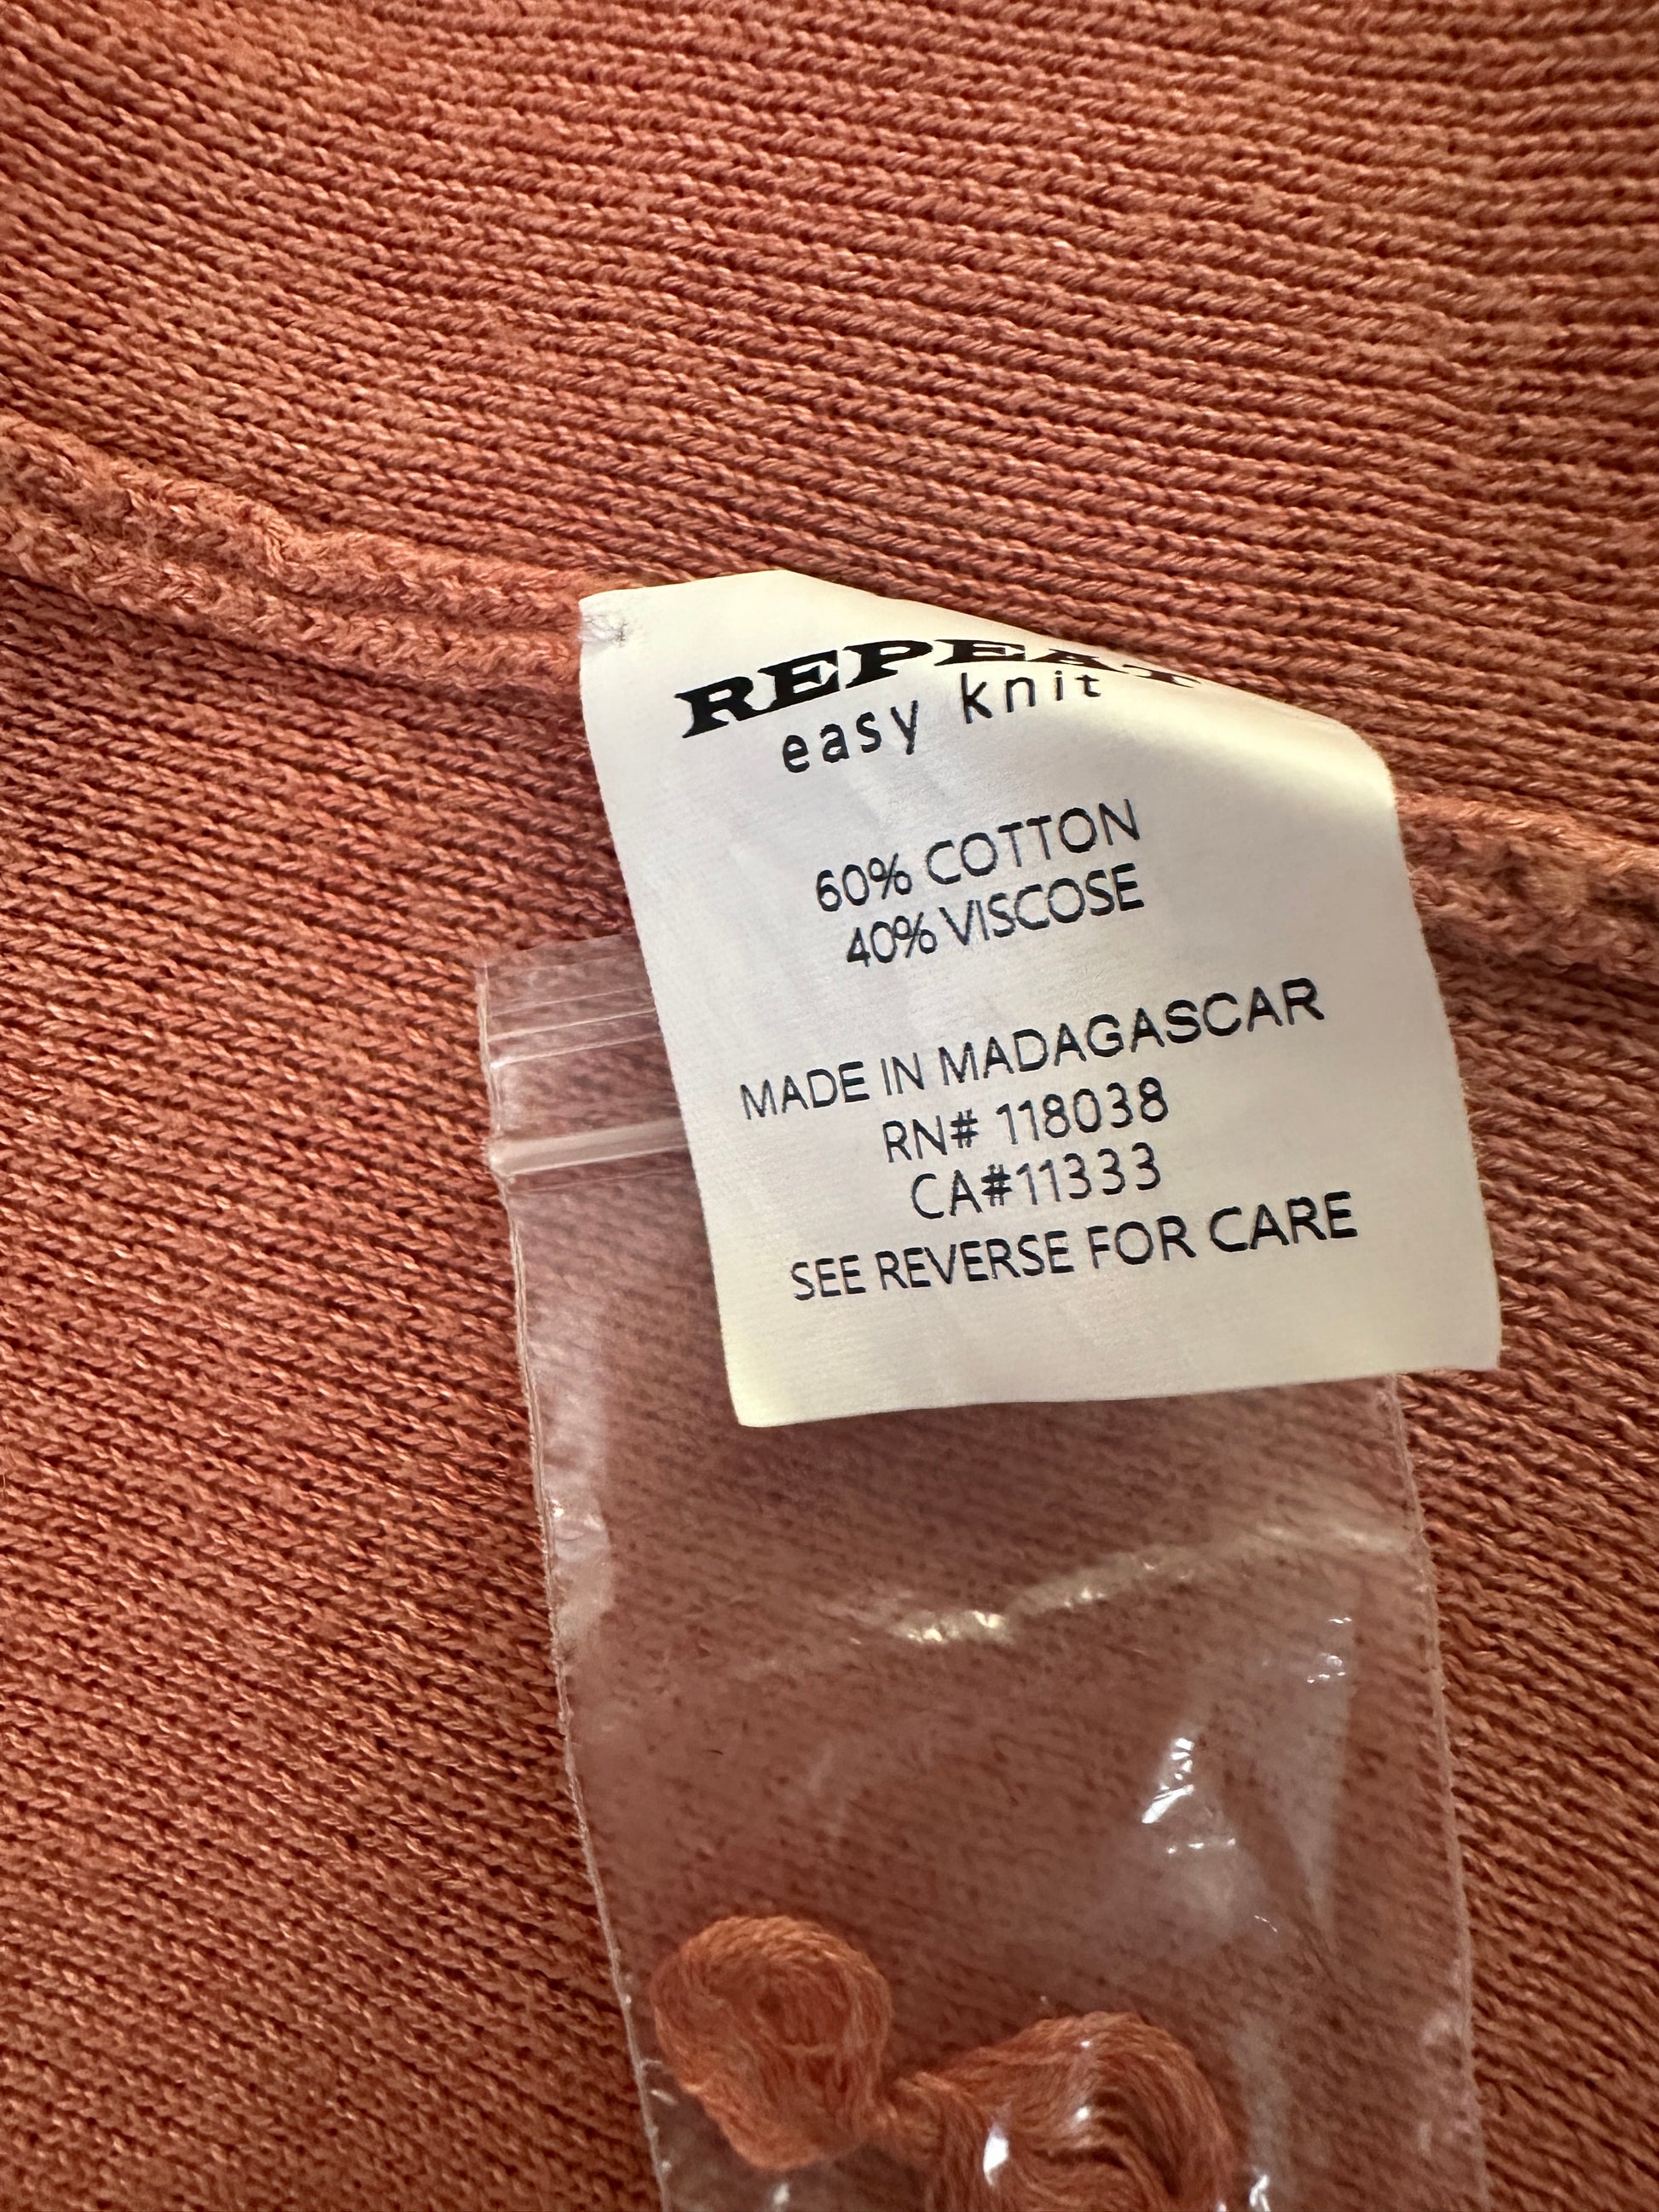 REPEAT
easy knit
60% COTTON
40% VISCOSE
MADE IN MADAGASCAR
RN# 118038
CA#11333
SEE REVERSE FOR CARE